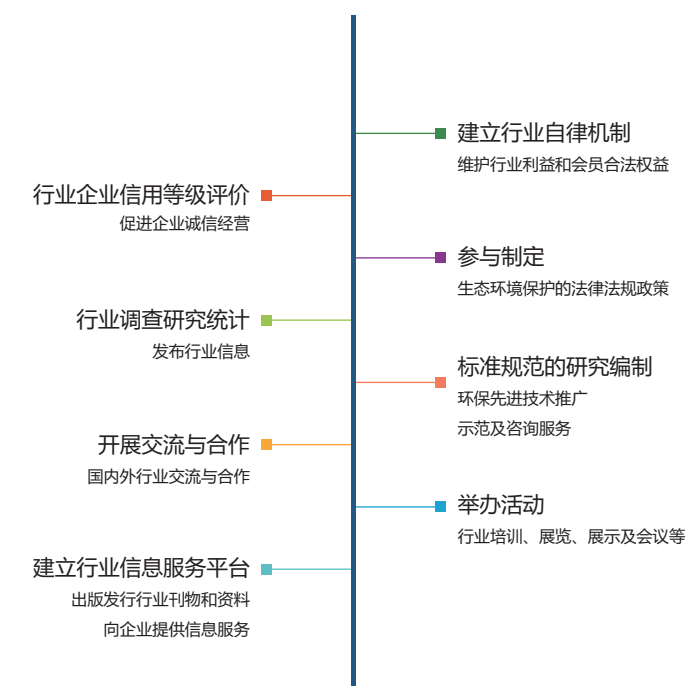 建立行业自律机制
维护行业利益和会员合法权益
行业企业信用等级评价
促进企业诚信经营
参与制定
生态环境保护的法律法规政策
行业调查研究统计
发布行业信息
标准规范的研究编制
环保先进技术推广
示范及咨询服务
开展交流与合作
国内外行业交流与合作
举办活动
行业培训、展览、展示及会议等
建立行业信息服务平台
出版发行行业刊物和资料
向企业提供信息服务